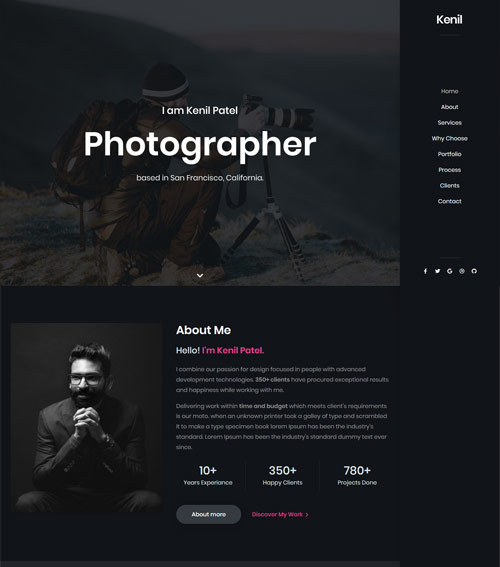 Kenil
Home
About
Services
Why Choose
Portfolio
Process
Clients
Contact
I am Kenil Patel
Photographer
based in San Francisco, California.
About Me
Hello! I'm Kenil Patel.
I combine our passion for design focused in people with advanced
development technologies. 350+ clients have procured exceptional results
and happiness while working with me.
Delivering work within time and budget which meets client's requirements
is our moto. when an unknown printer took a galley of type and scrambled
it to make a type specimen book lorem Ipsum has been the industry's
standard. Lorem Ipsum has been the industry's standard dummy text ever
since.
10+
Years Experiance
350+
Happy Clients
780+
Projects Done
About more
Discover My Work